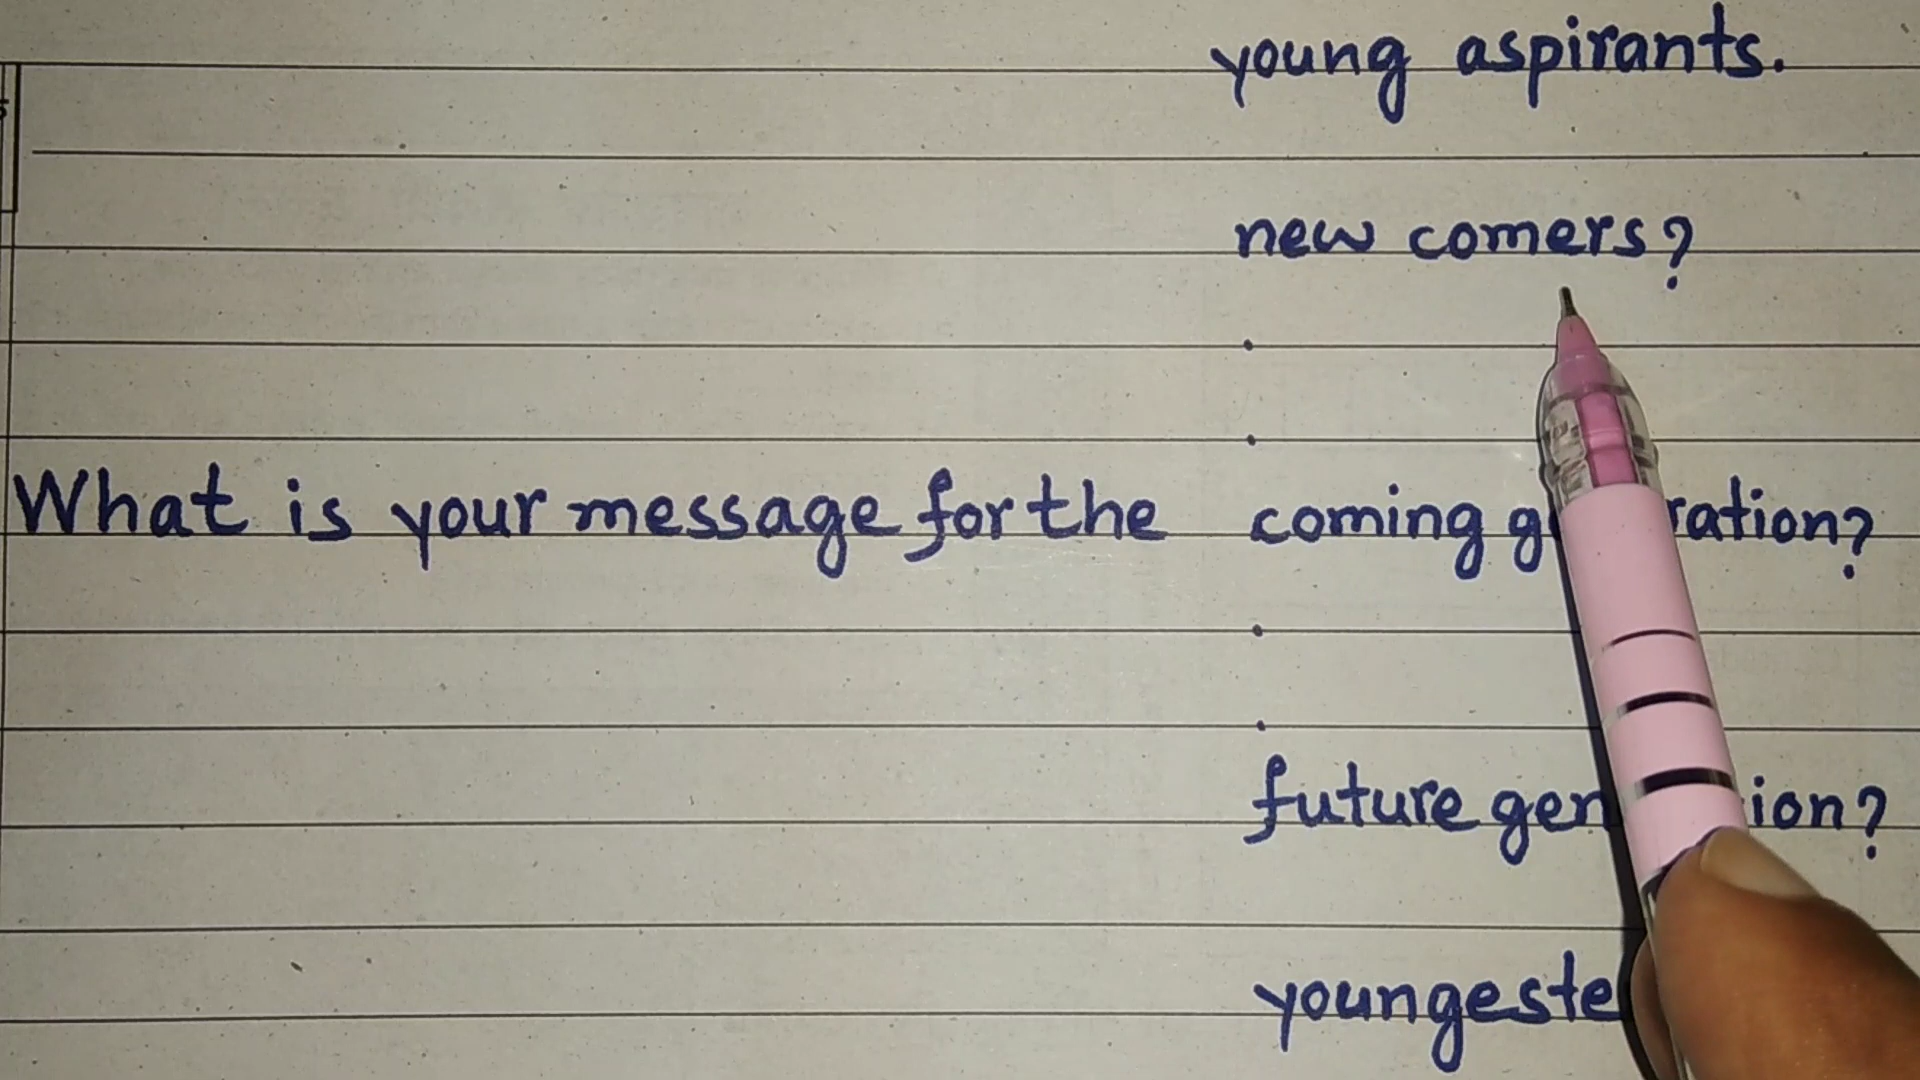 young aspirants.
new comers?
What is your message for the coming
future